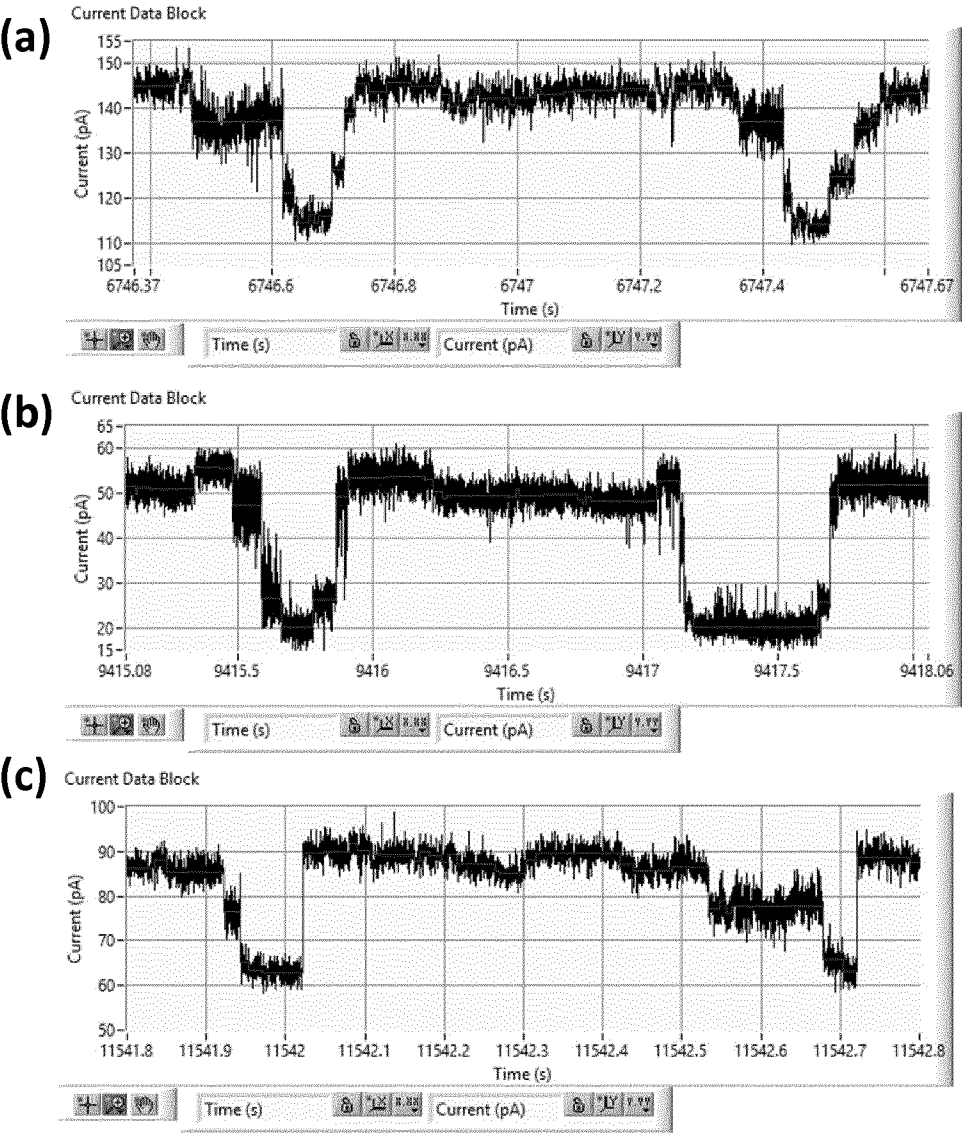 (a)
Current Data Block
Current (pA)
155
150
140
130
120
110
105
6746.37 6746.6 6746.8 6747 6747.2 6747.4 6747.67
Time (s)
Time (s) Current (pA)
(b)
Current Data Block
Current (pA)
65
60
50
40
30
20
15
9415.08 9415.5 9416 9416.5 9417 9417.5 9418.06
Time (s)
Time (s) Current (pA)
(c)
Current Data Block
Current (pA)
100
90
80
70
60
50
11541.8 11541.9 11542 11542.1 11542.2 11542.3 11542.4 11542.5 11542.6 11542.7 11542.8
Time (s)
Time (s) Current (pA)